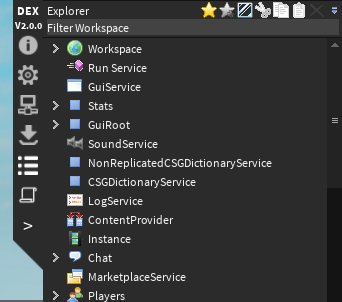 DEX Explorer
V2.0.0 Filter Workspace
Workspace
Run Service
GuiService
Stats
GuiRoot
SoundService
NonReplicatedCSGDictionaryService
CSGDictionaryService
LogService
ContentProvider
Instance
Chat
MarketplaceService
Players